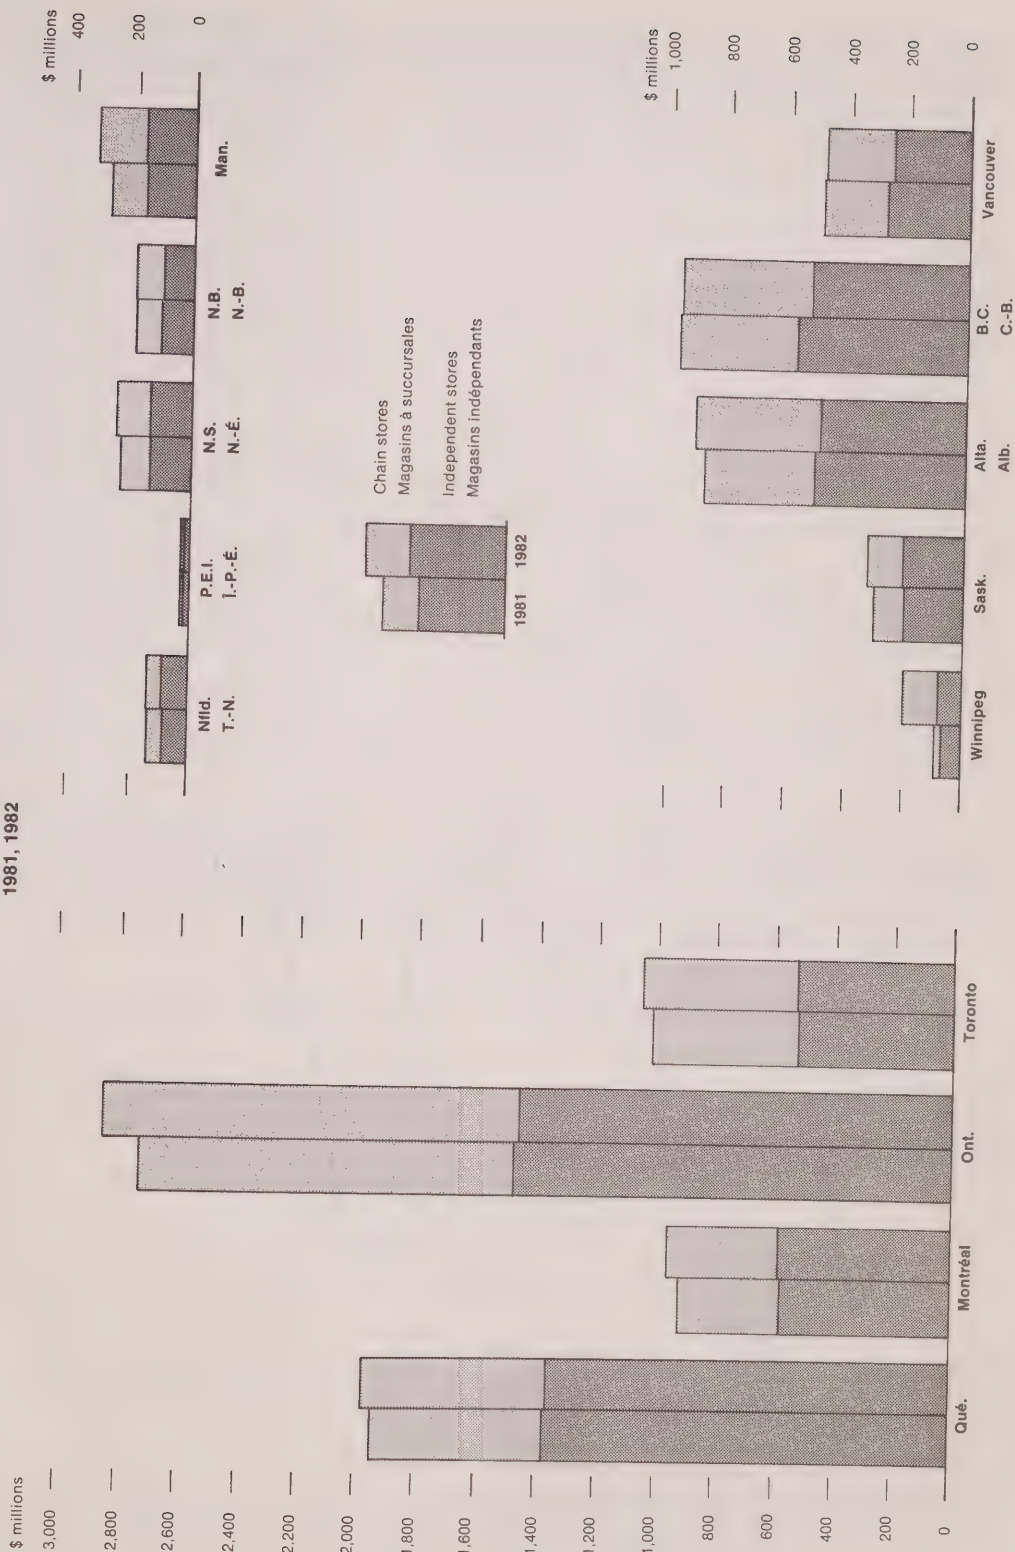 1981, 1982
$ millions
3,000
2,800
2,600
2,400
2,200
2,000
1,800
1,600
1,400
1,200
1,000
800
600
400
200
0
Qué.
Montréal
Ont.
Toronto
$ millions
400
200
0
Nfld.
T.-N.
P.E.I.
Î.-P.-É.
N.S.
N.-É.
N.B.
N.-B.
Man.
Chain stores
Magasins à succursales
Independent stores
Magasins indépendants
1981
1982
$ millions
1,000
800
600
400
200
0
Winnipeg
Sask.
Alta.
Alb.
B.C.
C.-B.
Vancouver